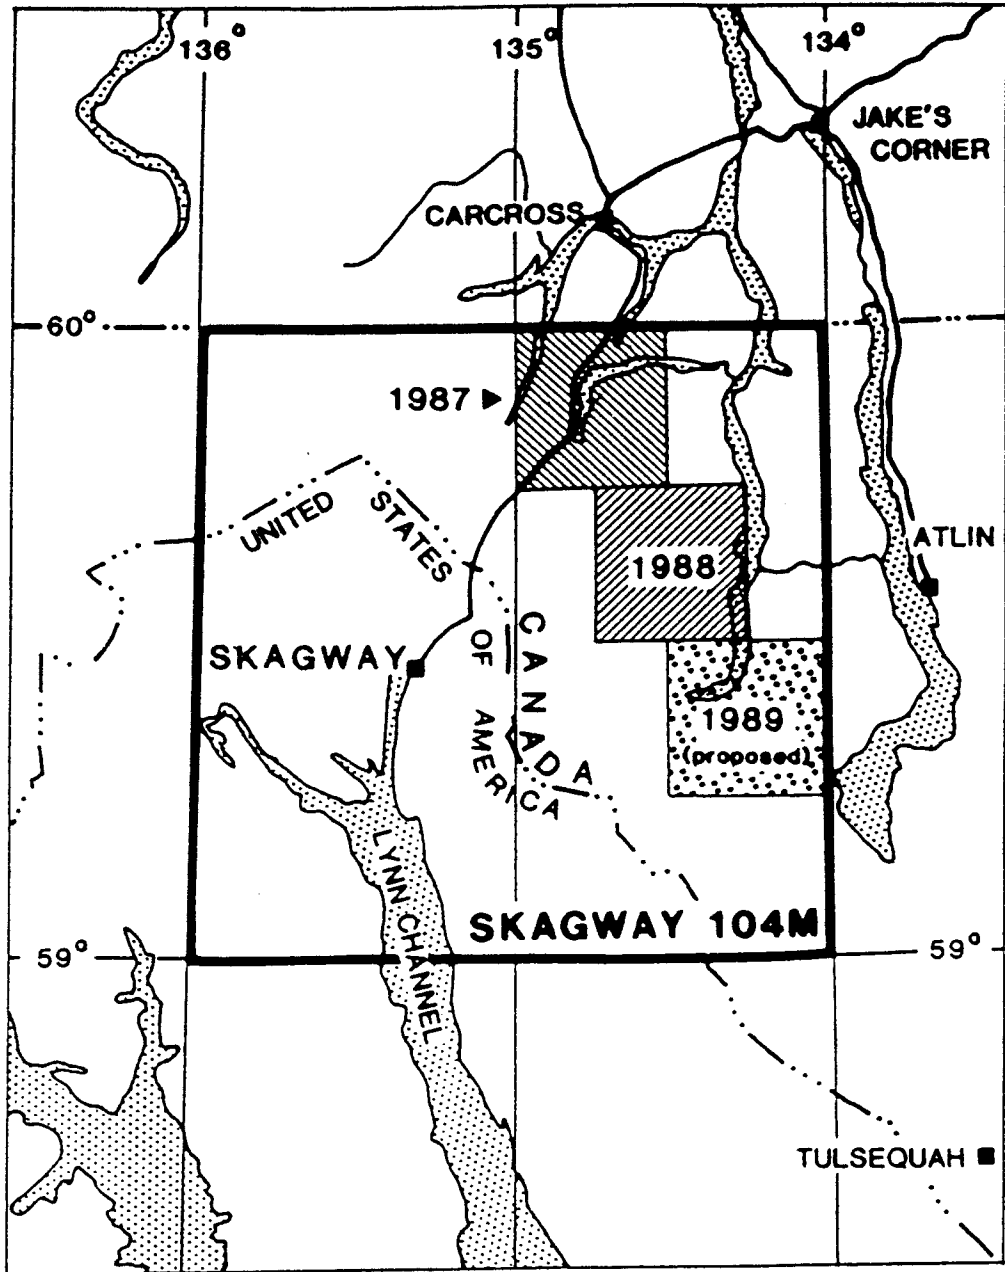 136°
135°
134°
JAKE'S
CORNER
CARCROSS
60°
1987
UNITED
STATES
OF
AMERICA
CANADA
1988
ATLIN
SKAGWAY
1989
(proposed)
LYNN CHANNEL
SKAGWAY 104M
59°
59°
TULSEQUAH